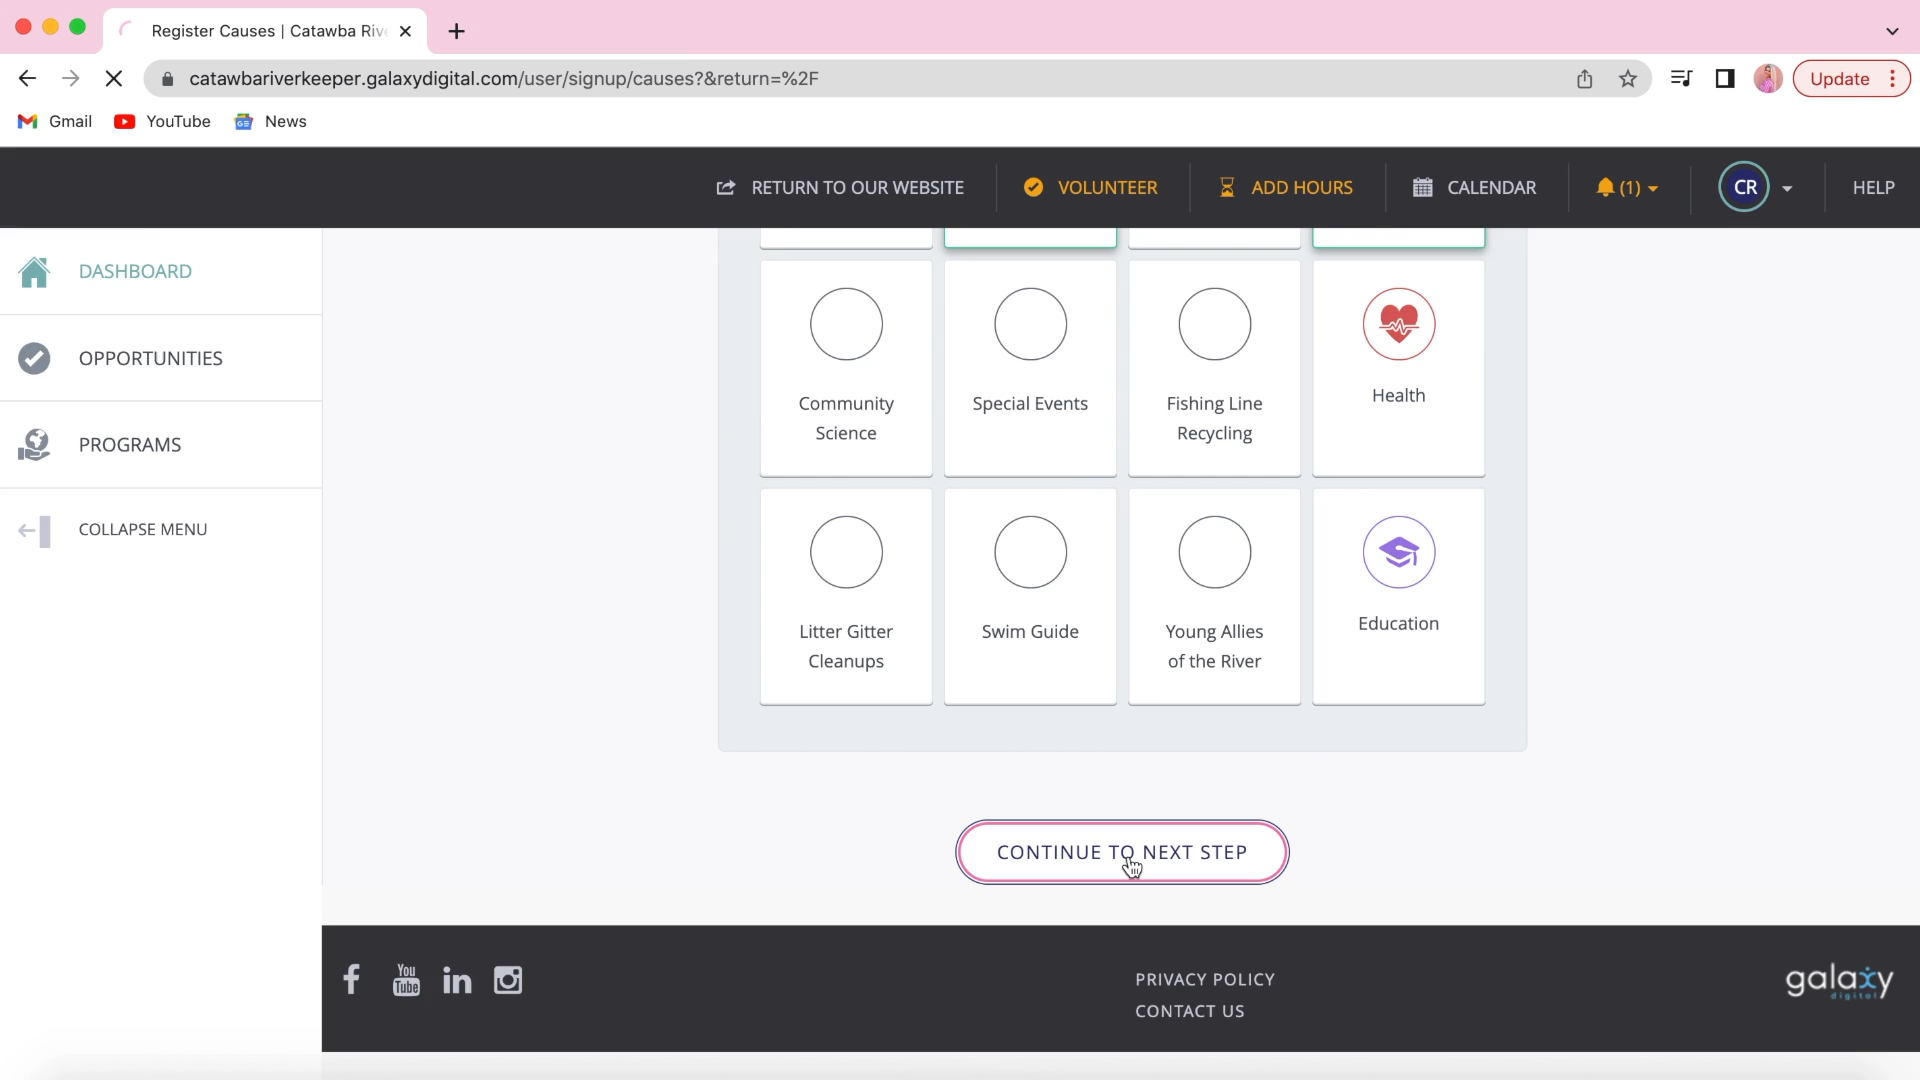 Register Causes | Catawba Riv
catawbariverkeeper.galaxydigital.com/user/signup/causes?&return=%2F
Update
Gmail
YouTube
News
RETURN TO OUR WEBSITE
VOLUNTEER
ADD HOURS
CALENDAR
(1)
CR
HELP
DASHBOARD
OPPORTUNITIES
PROGRAMS
COLLAPSE MENU
Community
Science
Special Events
Fishing Line
Recycling
Health
Litter Gitter
Cleanups
Swim Guide
Young Allies
of the River
Education
CONTINUE TO NEXT STEP
You
Tube
in
PRIVACY POLICY
CONTACT US
galaxy
digital